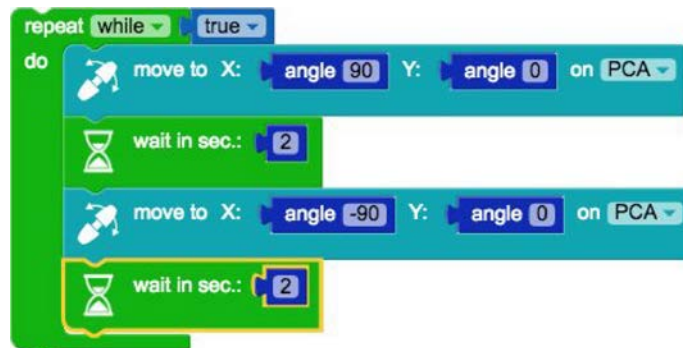 repeat while true
do move to X: angle 90 Y: angle 0 on PCA
wait in sec.: 2
move to X: angle -90 Y: angle 0 on PCA
wait in sec.: 2